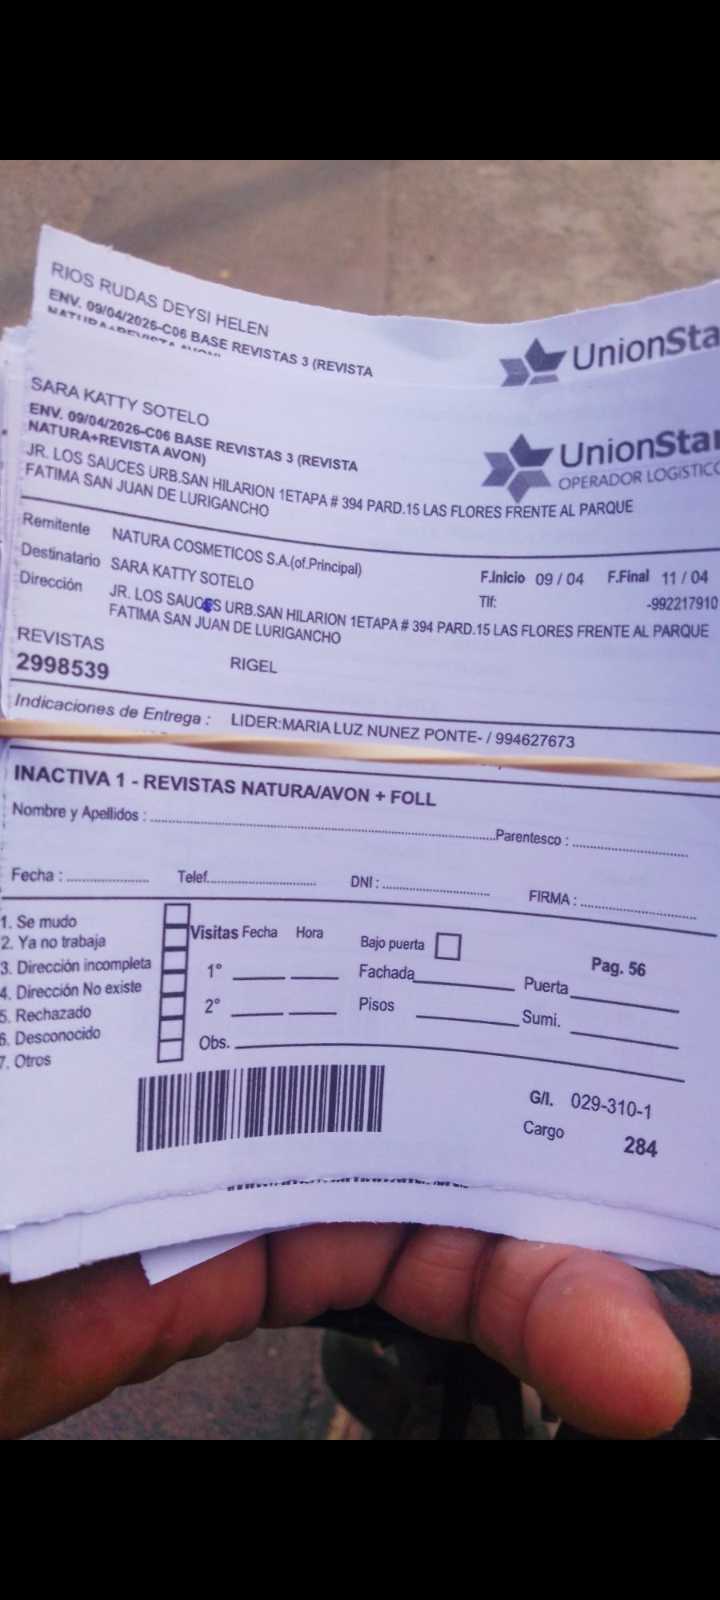 RIOS RUDAS DEYSI HELEN
ENV. 09/04/2026-C06 BASE REVISTAS 3 (REVISTA
NATURA+REVISTA AVON)
UnionSta
SARA KATTY SOTELO
ENV. 09/04/2026-C06 BASE REVISTAS 3 (REVISTA
NATURA+REVISTA AVON)
JR. LOS SAUCES URB.SAN HILARION 1ETAPA # 394 PARD.15 LAS FLORES FRENTE AL PARQUE
FATIMA SAN JUAN DE LURIGANCHO
UnionStar
OPERADOR LOGÍSTICO
Remitente NATURA COSMETICOS S.A.(of.Principal)
Destinatario SARA KATTY SOTELO
F.Inicio 09 / 04 F.Final 11 / 04
Tlf: -992217910
Dirección JR. LOS SAUCES URB.SAN HILARION 1ETAPA # 394 PARD.15 LAS FLORES FRENTE AL PARQUE
FATIMA SAN JUAN DE LURIGANCHO
REVISTAS
2998539 RIGEL
Indicaciones de Entrega : LIDER:MARIA LUZ NUNEZ PONTE- / 994627673
INACTIVA 1 - REVISTAS NATURA/AVON + FOLL
Nombre y Apellidos : Parentesco :
Fecha : Telef. DNI : FIRMA :
1. Se mudo
2. Ya no trabaja
3. Dirección incompleta
4. Dirección No existe
5. Rechazado
6. Desconocido
7. Otros
Visitas Fecha Hora
1°
2°
Obs.
Bajo puerta
Fachada Puerta
Pisos Sumi.
Pag. 56
G/I. 029-310-1
Cargo 284